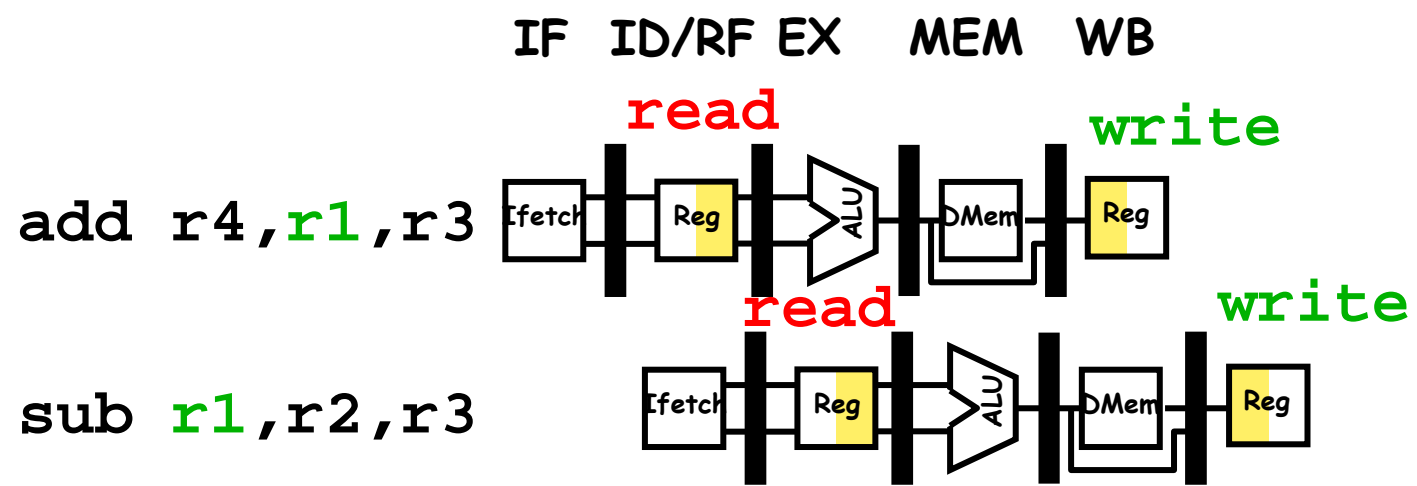 IF ID/RF EX MEM WB
read
write
add r4,r1,r3 Ifetch Reg ALU DMem Reg
read
write
sub r1,r2,r3 Ifetch Reg ALU DMem Reg